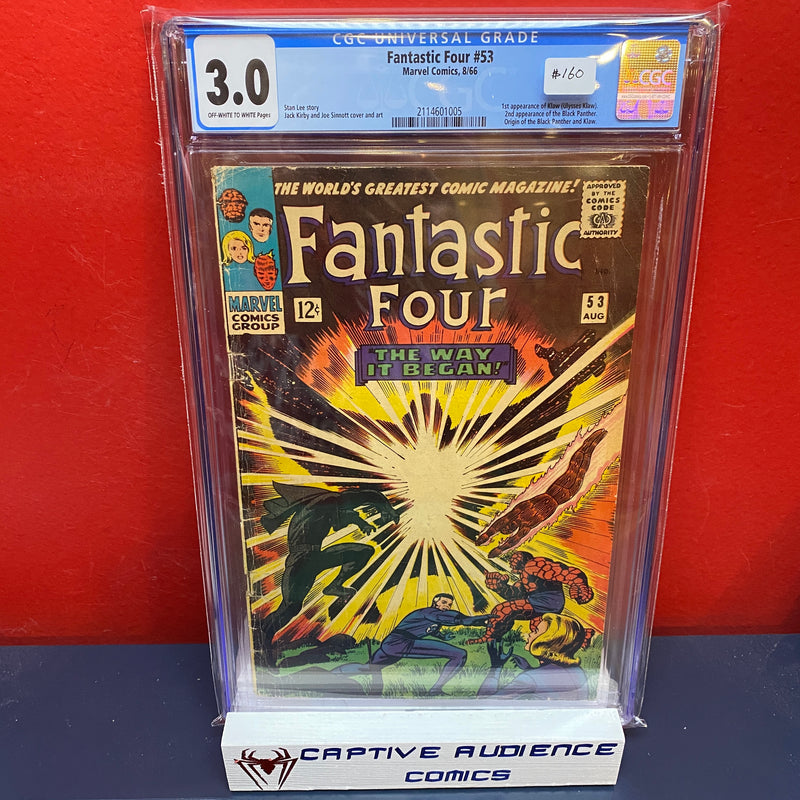 CGC UNIVERSAL GRADE
3.0
OFF-WHITE TO WHITE Pages
Fantastic Four #53
Marvel Comics, 8/66
Stan Lee story
Jack Kirby and Joe Sinnott cover and art
2114601005
#160
1st appearance of Klaw (Ulysses Klaw).
2nd appearance of the Black Panther.
Origin of the Black Panther and Klaw.
CGC
THE WORLD'S GREATEST COMIC MAGAZINE!
APPROVED
BY THE
COMICS
CODE
AUTHORITY
Fantastic
Four
MARVEL
COMICS
GROUP
12¢
53
AUG
THE WAY
IT BEGAN!
CAPTIVE AUDIENCE
COMICS